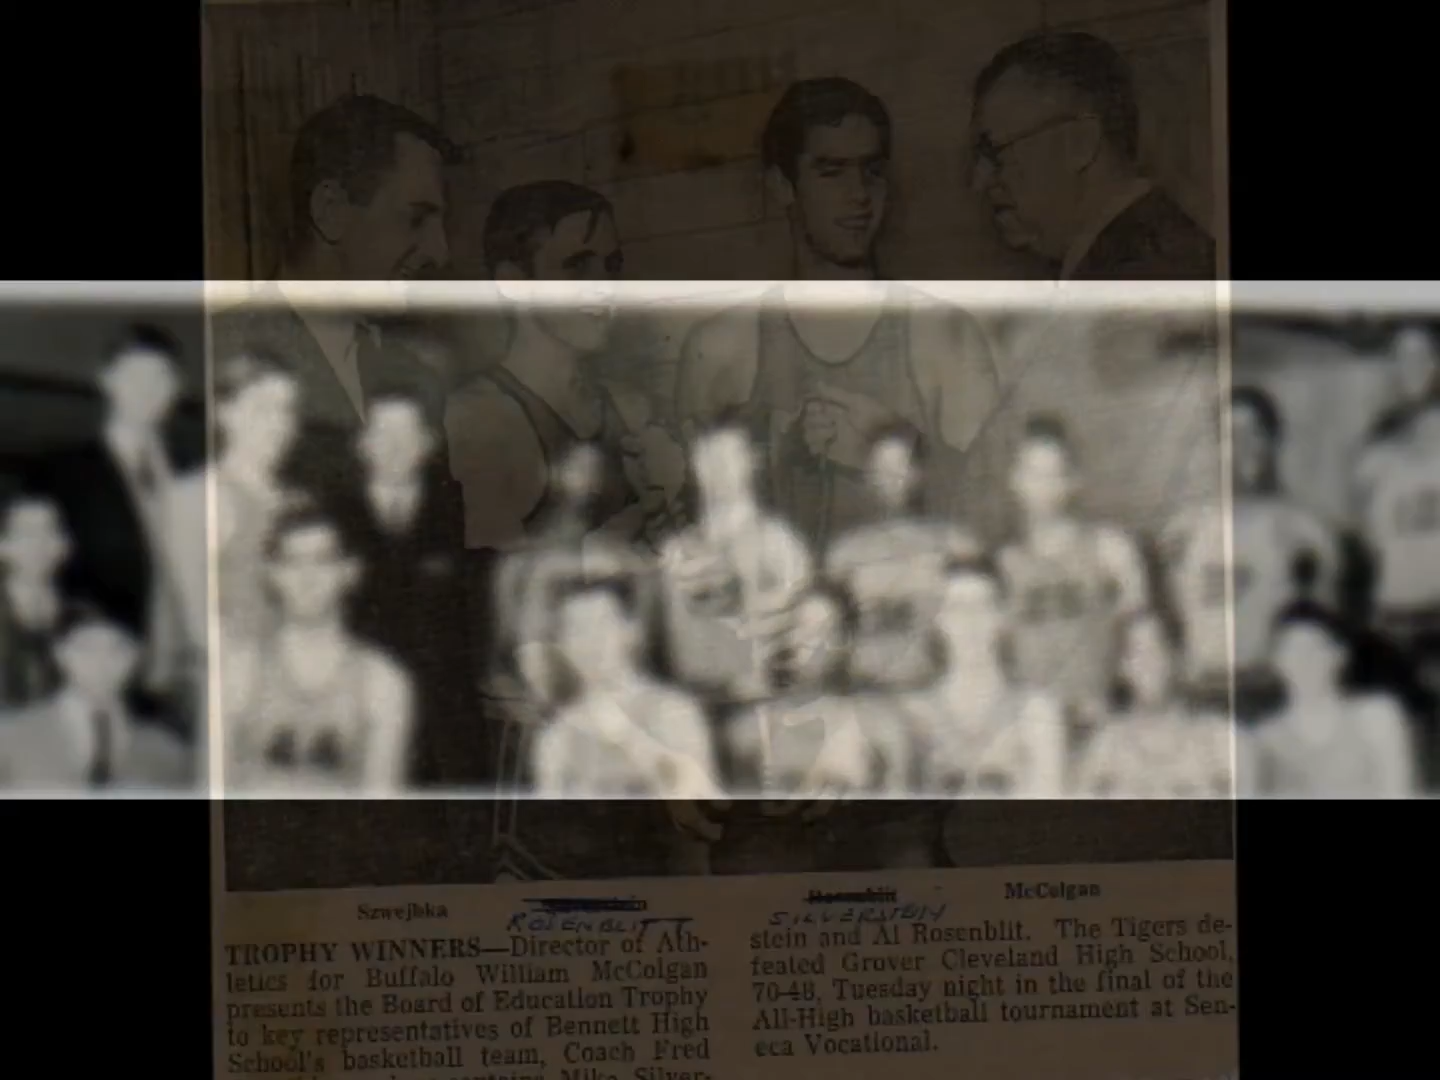 Szwejbka
McColgan
ROSENBLITT
SILVERSTEIN
TROPHY WINNERS—Director of Ath-
letics for Buffalo William McColgan
presents the Board of Education Trophy
to key representatives of Bennett High
School's basketball team, Coach Fred
Mike Silver-
stein and Al Rosenblit. The Tigers de-
feated Grover Cleveland High School,
70-48, Tuesday night in the final of the
All-High basketball tournament at Sen-
eca Vocational.